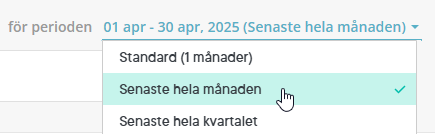 för perioden 01 apr - 30 apr, 2025 (Senaste hela månaden)
Standard (1 månader)
Senaste hela månaden
Senaste hela kvartalet